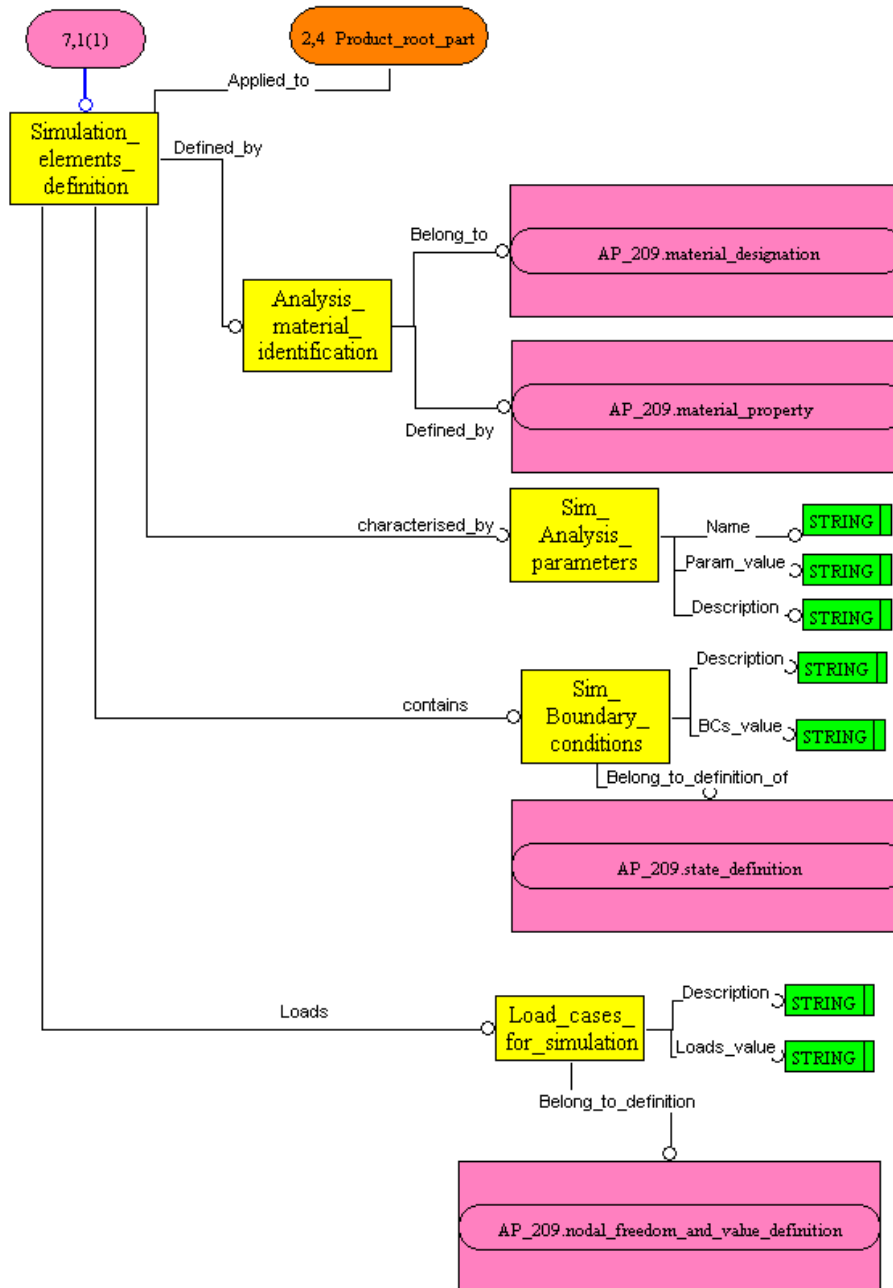 7,1(1)
2,4 Product_root_part
Applied_to
Simulation_
elements_
definition
Defined_by
Belong_to
AP_209.material_designation
Analysis_
material_
identification
AP_209.material_property
Defined_by
Sim_
Analysis_
parameters
characterised_by
Name
STRING
Param_value
STRING
Description
STRING
Sim_
Boundary_
conditions
contains
Description
STRING
BCs_value
STRING
Belong_to_definition_of
AP_209.state_definition
Loads
Load_cases_
for_simulation
Description
STRING
Loads_value
STRING
Belong_to_definition
AP_209.nodal_freedom_and_value_definition